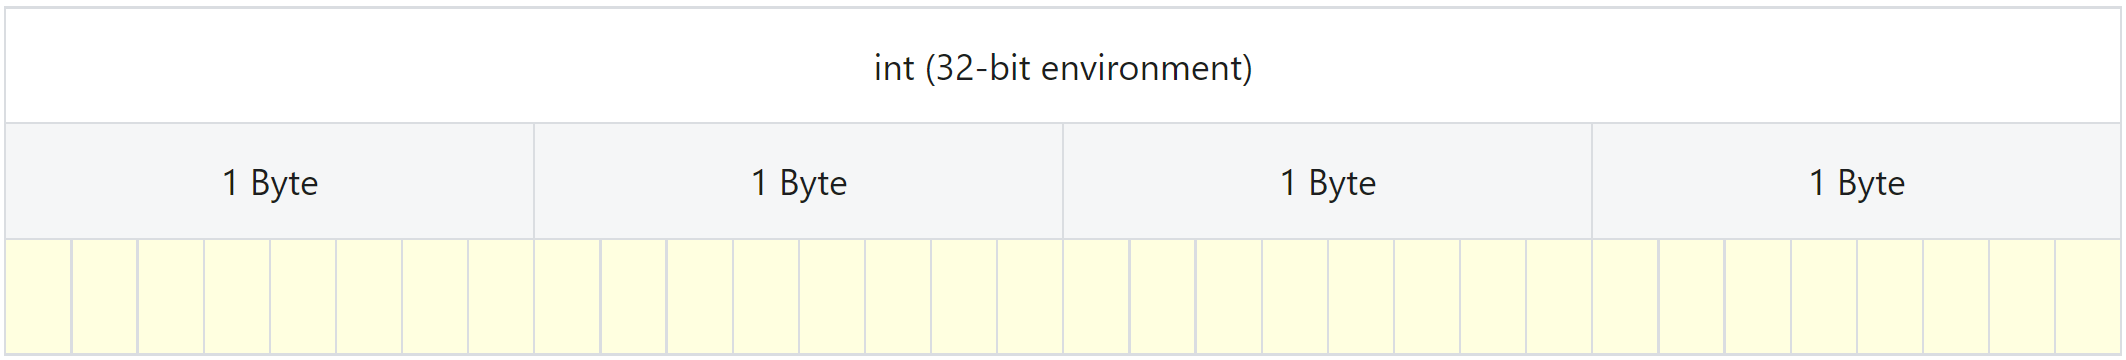 int (32-bit environment)
1 Byte 1 Byte 1 Byte 1 Byte